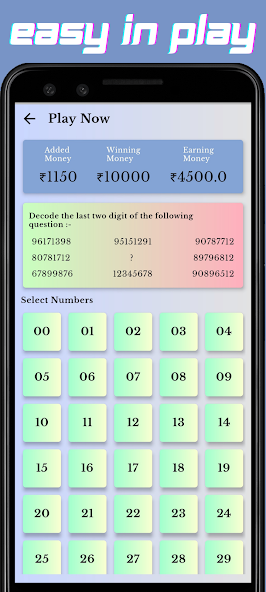 easy in play
← Play Now
Added Winning Earning
Money Money Money
₹1150 ₹10000 ₹4500.0
Decode the last two digit of the following
question :-
96171398 95151291 90787712
80781712 ? 89796812
67899876 12345678 90896512
Select Numbers
00 01 02 03 04
05 06 07 08 09
10 11 12 13 14
15 16 17 18 19
20 21 22 23 24
25 26 27 28 29